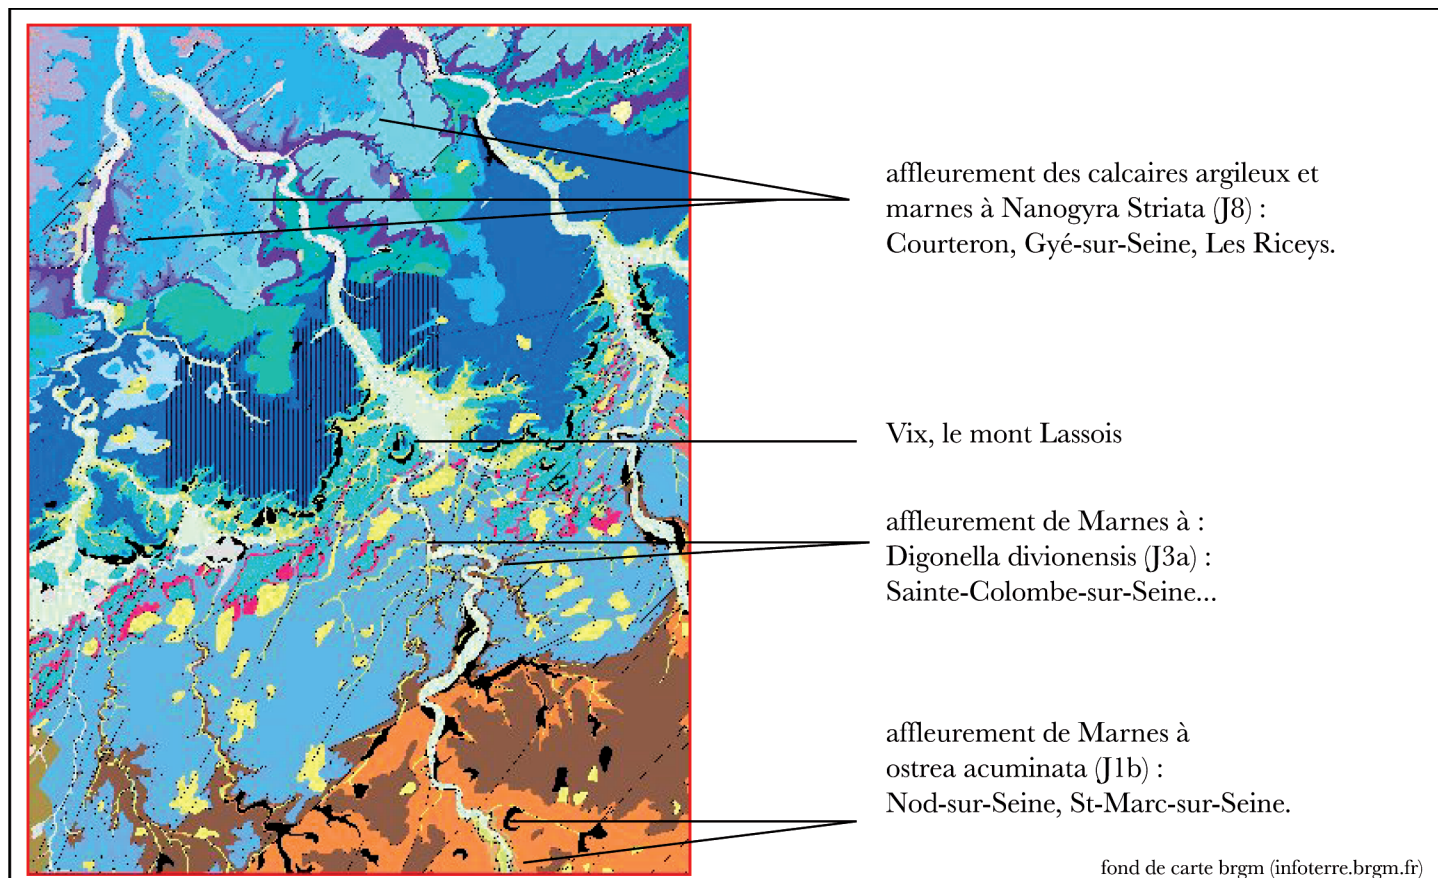 affleurement des calcaires argileux et
marnes à Nanogyra Striata (J8) :
Courteron, Gyé-sur-Seine, Les Riceys.
Vix, le mont Lassois
affleurement de Marnes à :
Digonella divionensis (J3a) :
Sainte-Colombe-sur-Seine...
affleurement de Marnes à
ostrea acuminata (J1b) :
Nod-sur-Seine, St-Marc-sur-Seine.
fond de carte brgm (infoterre.brgm.fr)